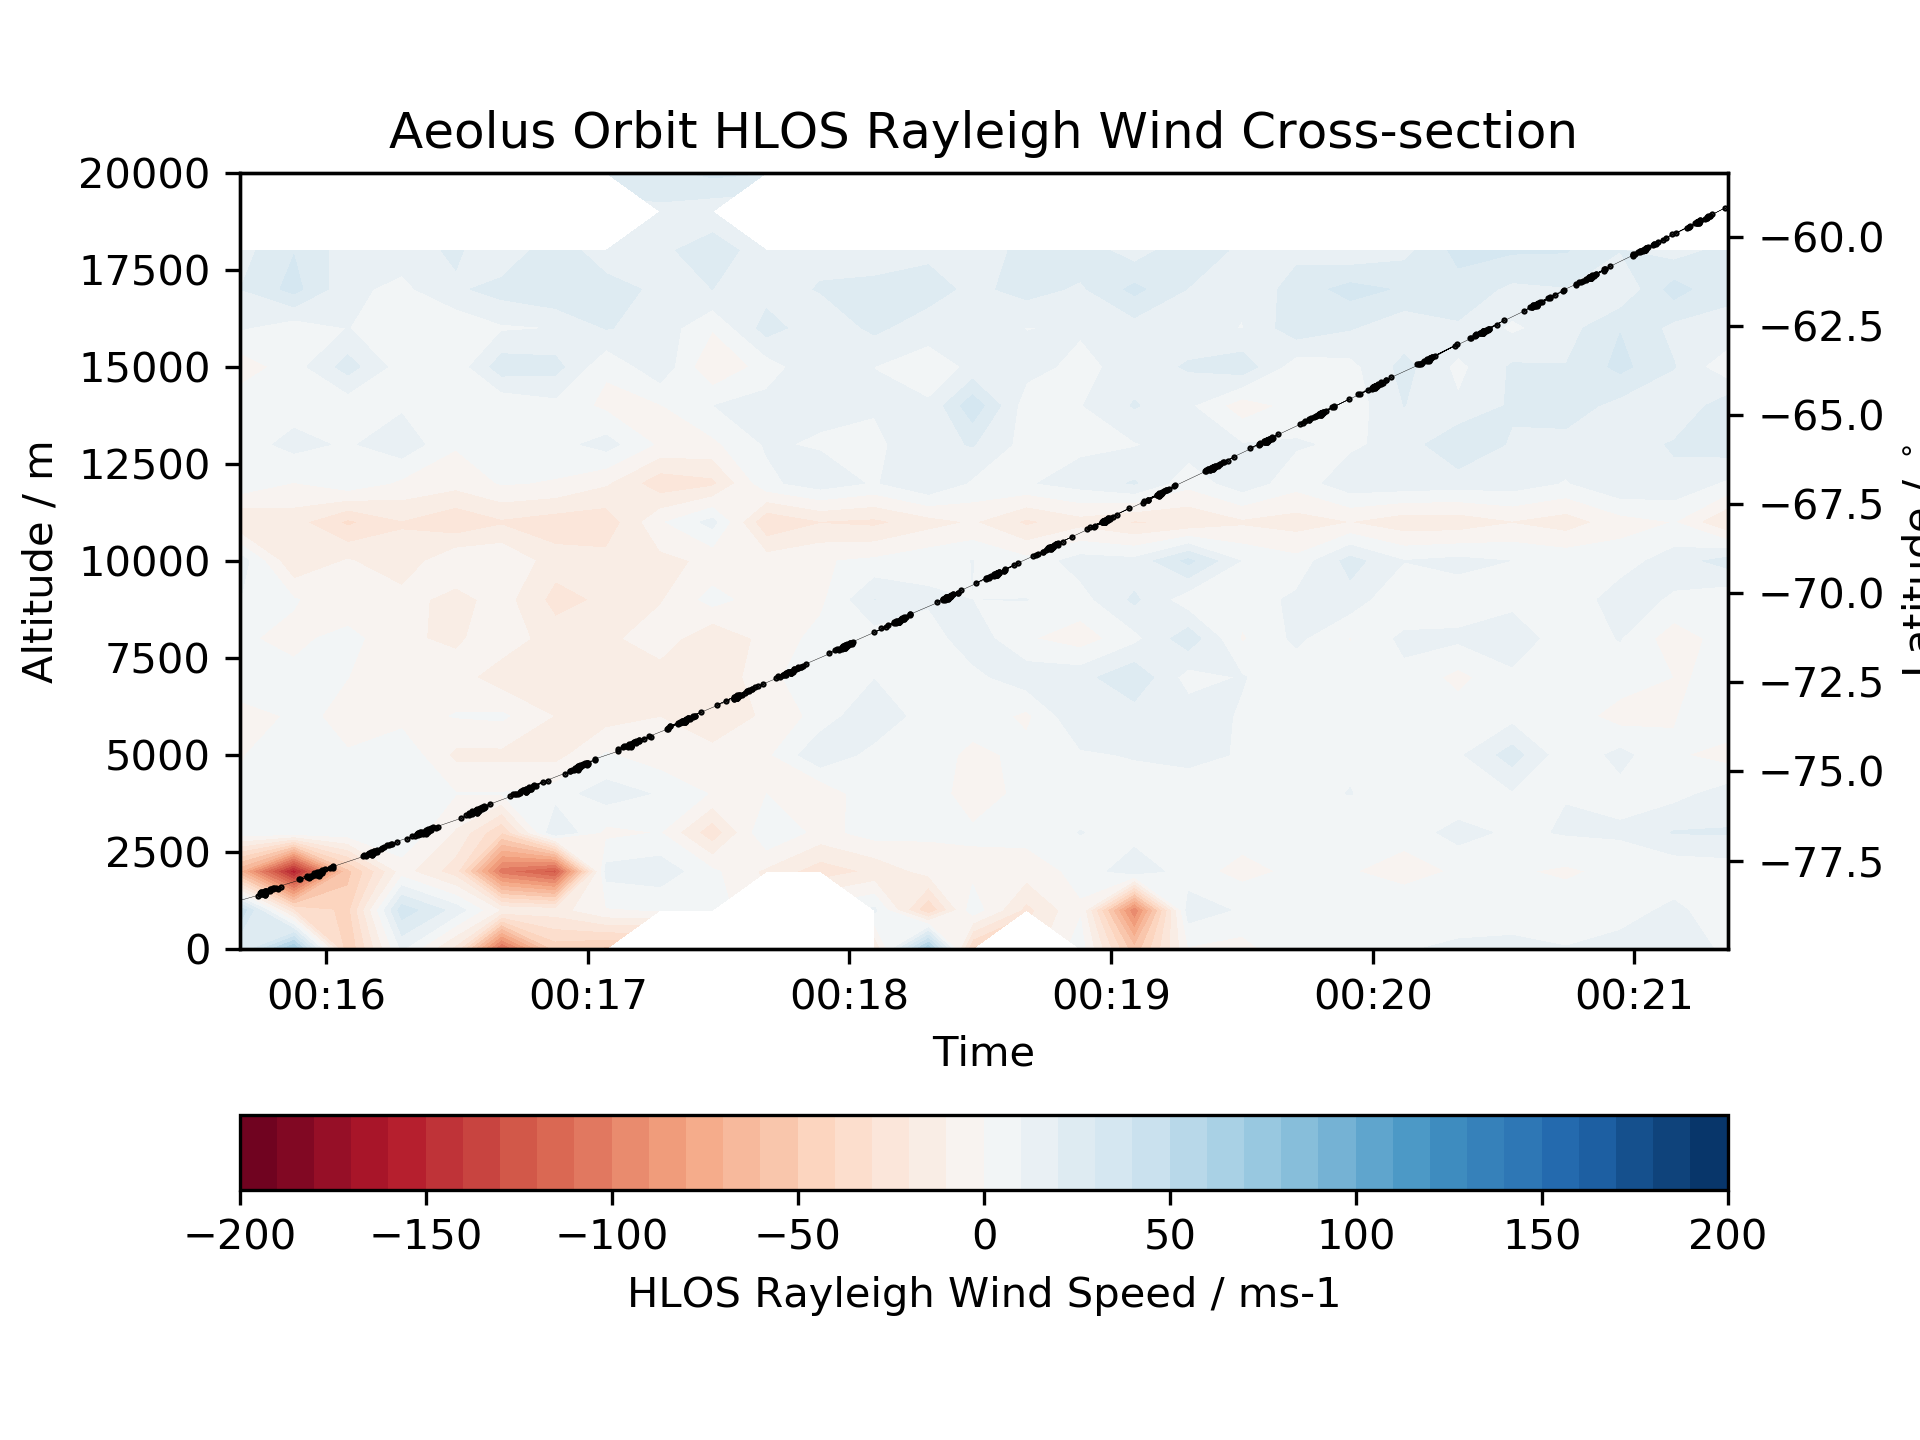 Aeolus Orbit HLOS Rayleigh Wind Cross-section
20000
17500
15000
12500
10000
7500
5000
2500
0
Altitude / m
−60.0
−62.5
−65.0
−67.5
−70.0
−72.5
−75.0
−77.5
Latitude / °
00:16 00:17 00:18 00:19 00:20 00:21
Time
−200 −150 −100 −50 0 50 100 150 200
HLOS Rayleigh Wind Speed / ms-1